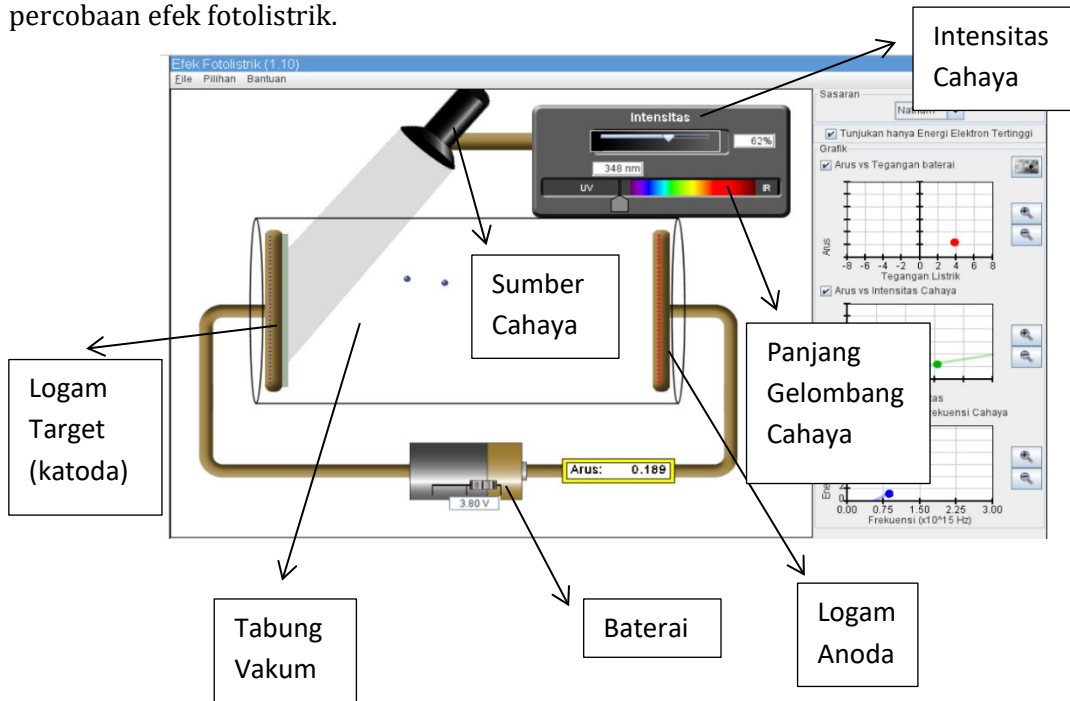 percobaan efek fotolistrik.
Intensitas
Cahaya
Efek Fotolistrik (1.10)
File Pilihan Bantuan
Sasaran
Tunjukan hanya Energi Elektron Tertinggi
Grafik
Arus vs Tegangan baterai
Arus
-8 -6 -4 -2 0 2 4 6 8
Tegangan Listrik
Arus vs Intensitas Cahaya
Frekuensi (x10^15 Hz)
0.00 0.75 1.50 2.25 3.00
Intensitas
62%
348 nm
UV
IR
Sumber
Cahaya
Panjang
Gelombang
Cahaya
Logam
Target
(katoda)
Arus: 0.189
3.80 V
Tabung
Vakum
Baterai
Logam
Anoda